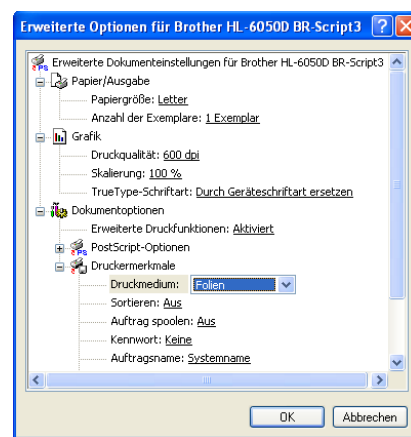 Erweiterte Optionen für Brother HL-6050D BR-Script3
Erweiterte Dokumenteinstellungen für Brother HL-6050D BR-Script3
Papier/Ausgabe
Papiergröße: Letter
Anzahl der Exemplare: 1 Exemplar
Grafik
Druckqualität: 600 dpi
Skalierung: 100 %
TrueType-Schriftart: Durch Geräteschriftart ersetzen
Dokumentoptionen
Erweiterte Druckfunktionen: Aktiviert
PostScript-Optionen
Druckermerkmale
Druckmedium: Folien
Sortieren: Aus
Auftrag spoolen: Aus
Kennwort: Keine
Auftragsname: Systemname
OK Abbrechen